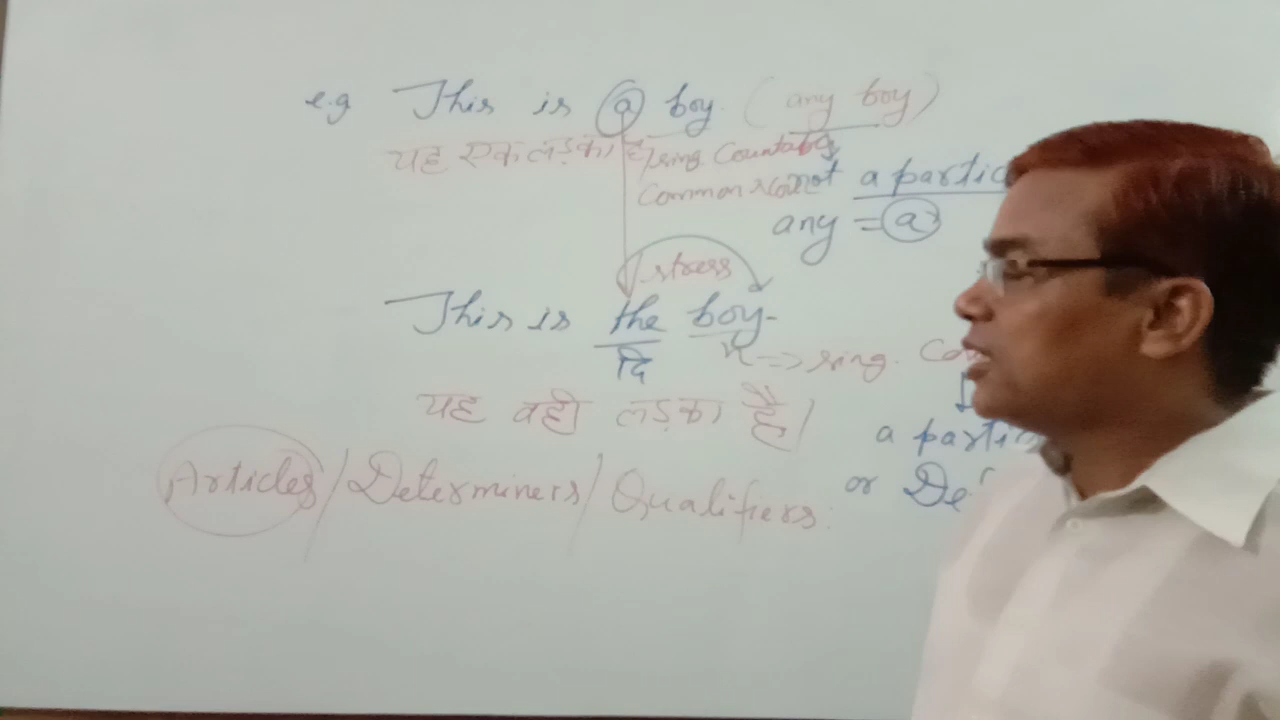 e.g This is a boy. (any boy)
यह एक लड़का है/sing. Countable
Common Noun
not a partic
any = a
stress
This is the boy-
दि
N => sing. Co
यह वही लड़का है।
a partic
Articles/Determiners/Qualifiers.
or De